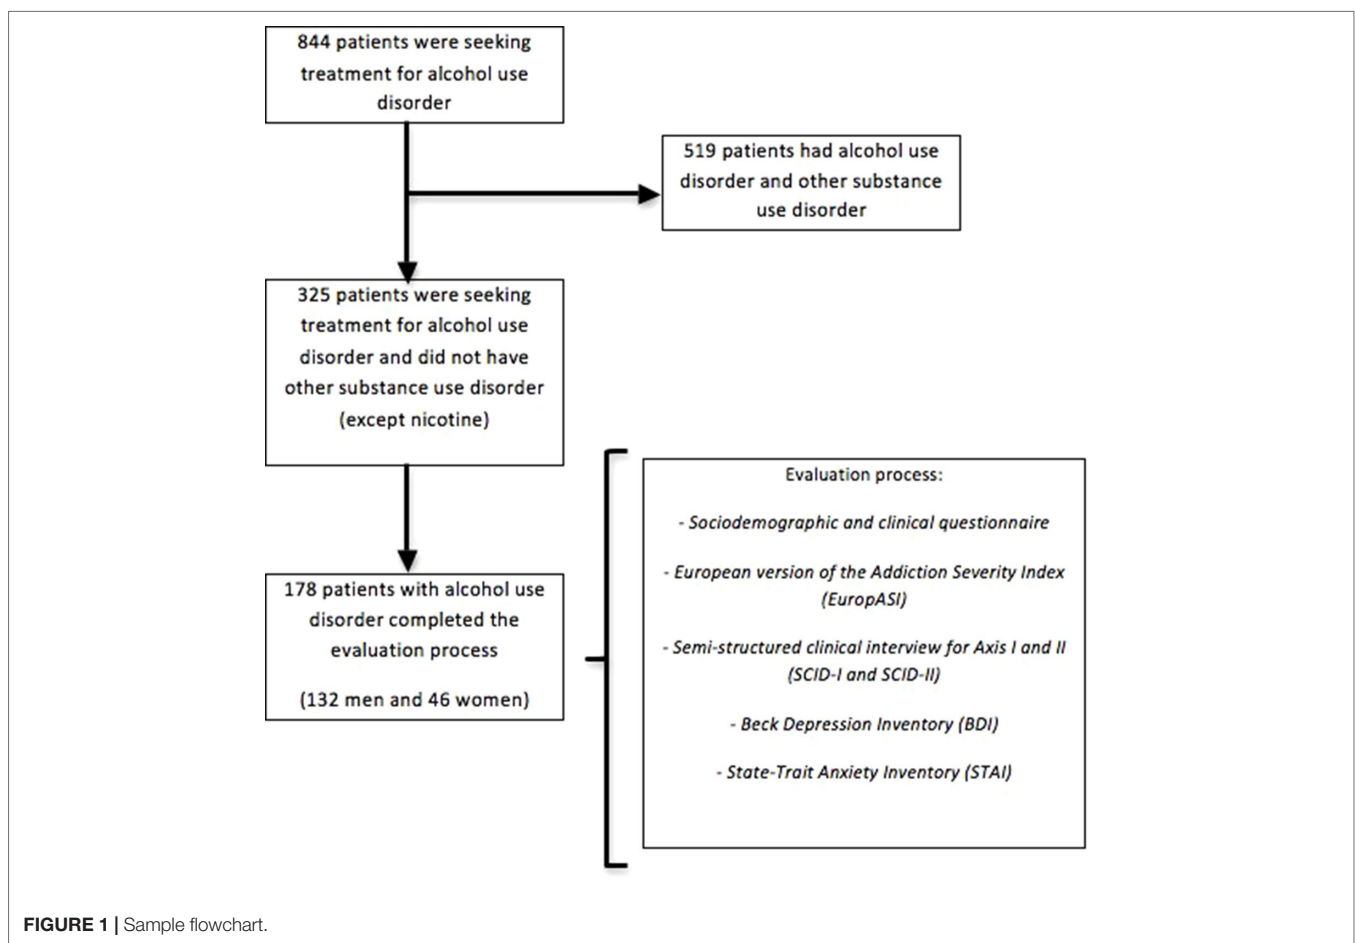 844 patients were seeking
treatment for alcohol use
disorder
519 patients had alcohol use
disorder and other substance
use disorder
325 patients were seeking
treatment for alcohol use
disorder and did not have
other substance use disorder
(except nicotine)
178 patients with alcohol use
disorder completed the
evaluation process
(132 men and 46 women)
Evaluation process:
- Sociodemographic and clinical questionnaire
- European version of the Addiction Severity Index
(EuropASI)
- Semi-structured clinical interview for Axis I and II
(SCID-I and SCID-II)
- Beck Depression Inventory (BDI)
- State-Trait Anxiety Inventory (STAI)
FIGURE 1 | Sample flowchart.